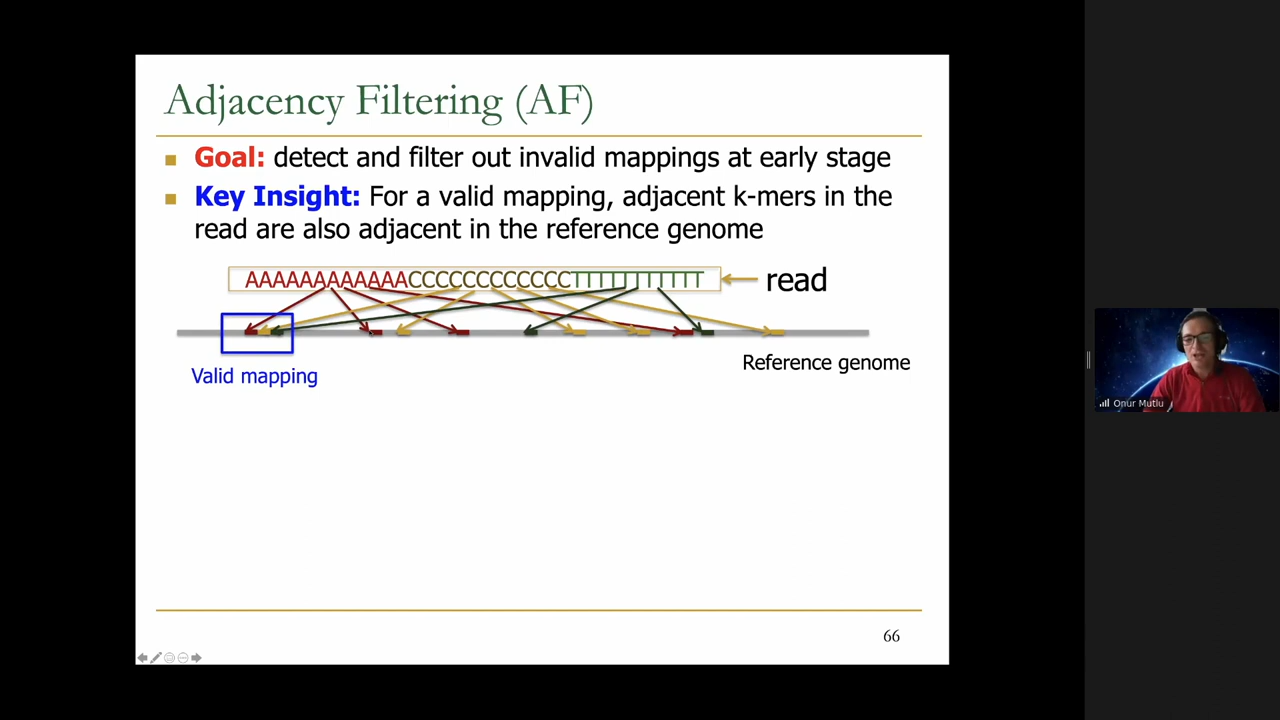 Adjacency Filtering (AF)
Goal: detect and filter out invalid mappings at early stage
Key Insight: For a valid mapping, adjacent k-mers in the
read are also adjacent in the reference genome
AAAAAAAAAAAACCCCCCCCCCCCTTTTTTTTTTTT
read
Reference genome
Valid mapping
66
Onur Mutlu